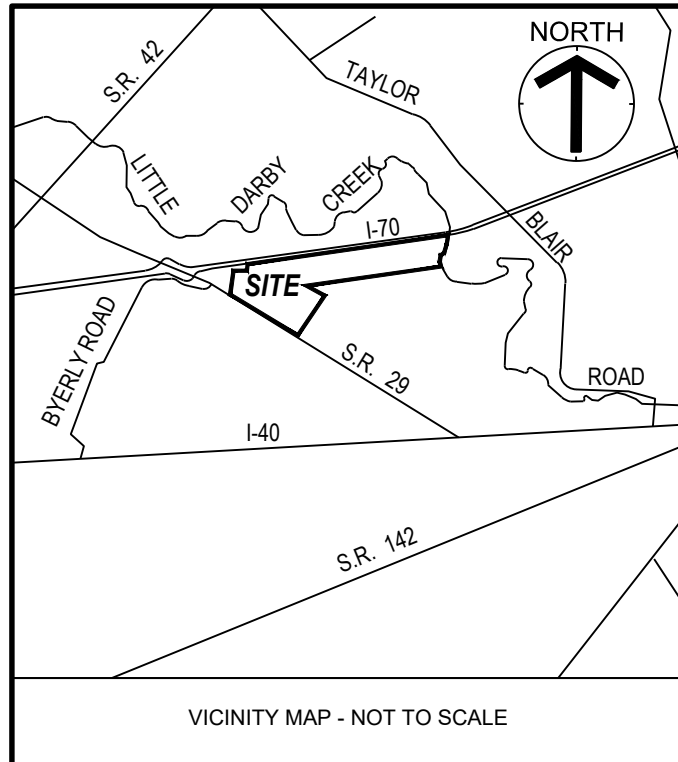 NORTH
S.R. 42
TAYLOR
LITTLE
DARBY
CREEK
BLAIR
I-70
SITE
BYERLY ROAD
S.R. 29
ROAD
I-40
S.R. 142
VICINITY MAP - NOT TO SCALE